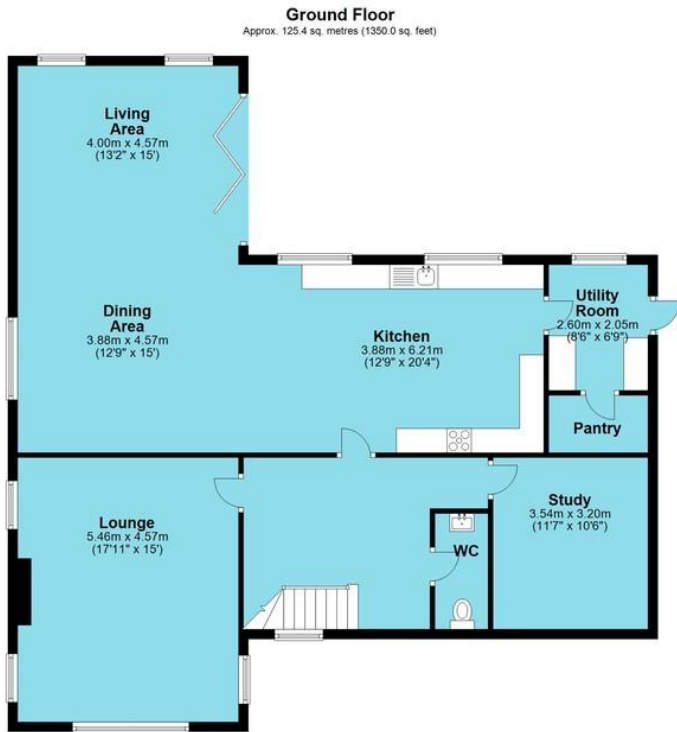 Ground Floor
Approx. 125.4 sq. metres (1350.0 sq. feet)
Living
Area
4.00m x 4.57m
(13'2" x 15')
Dining
Area
3.88m x 4.57m
(12'9" x 15')
Kitchen
3.88m x 6.21m
(12'9" x 20'4")
Utility
Room
2.60m x 2.05m
(8'6" x 6'9")
Pantry
Lounge
5.46m x 4.57m
(17'11" x 15')
WC
Study
3.54m x 3.20m
(11'7" x 10'6")